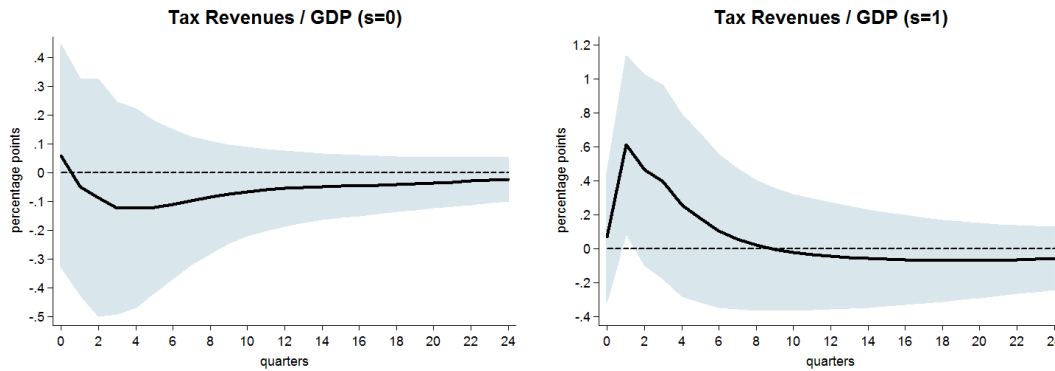 Tax Revenues / GDP (s=0)
percentage points
.4
.3
.2
.1
0
-.1
-.2
-.3
-.4
-.5
0 2 4 6 8 10 12 14 16 18 20 22 24
quarters
Tax Revenues / GDP (s=1)
percentage points
1.2
1
.8
.6
.4
.2
0
-.2
-.4
0 2 4 6 8 10 12 14 16 18 20 22 24
quarters